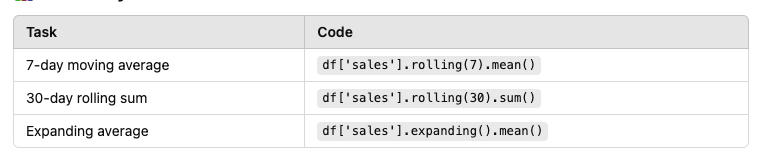 Task Code
7-day moving average df['sales'].rolling(7).mean()
30-day rolling sum df['sales'].rolling(30).sum()
Expanding average df['sales'].expanding().mean()